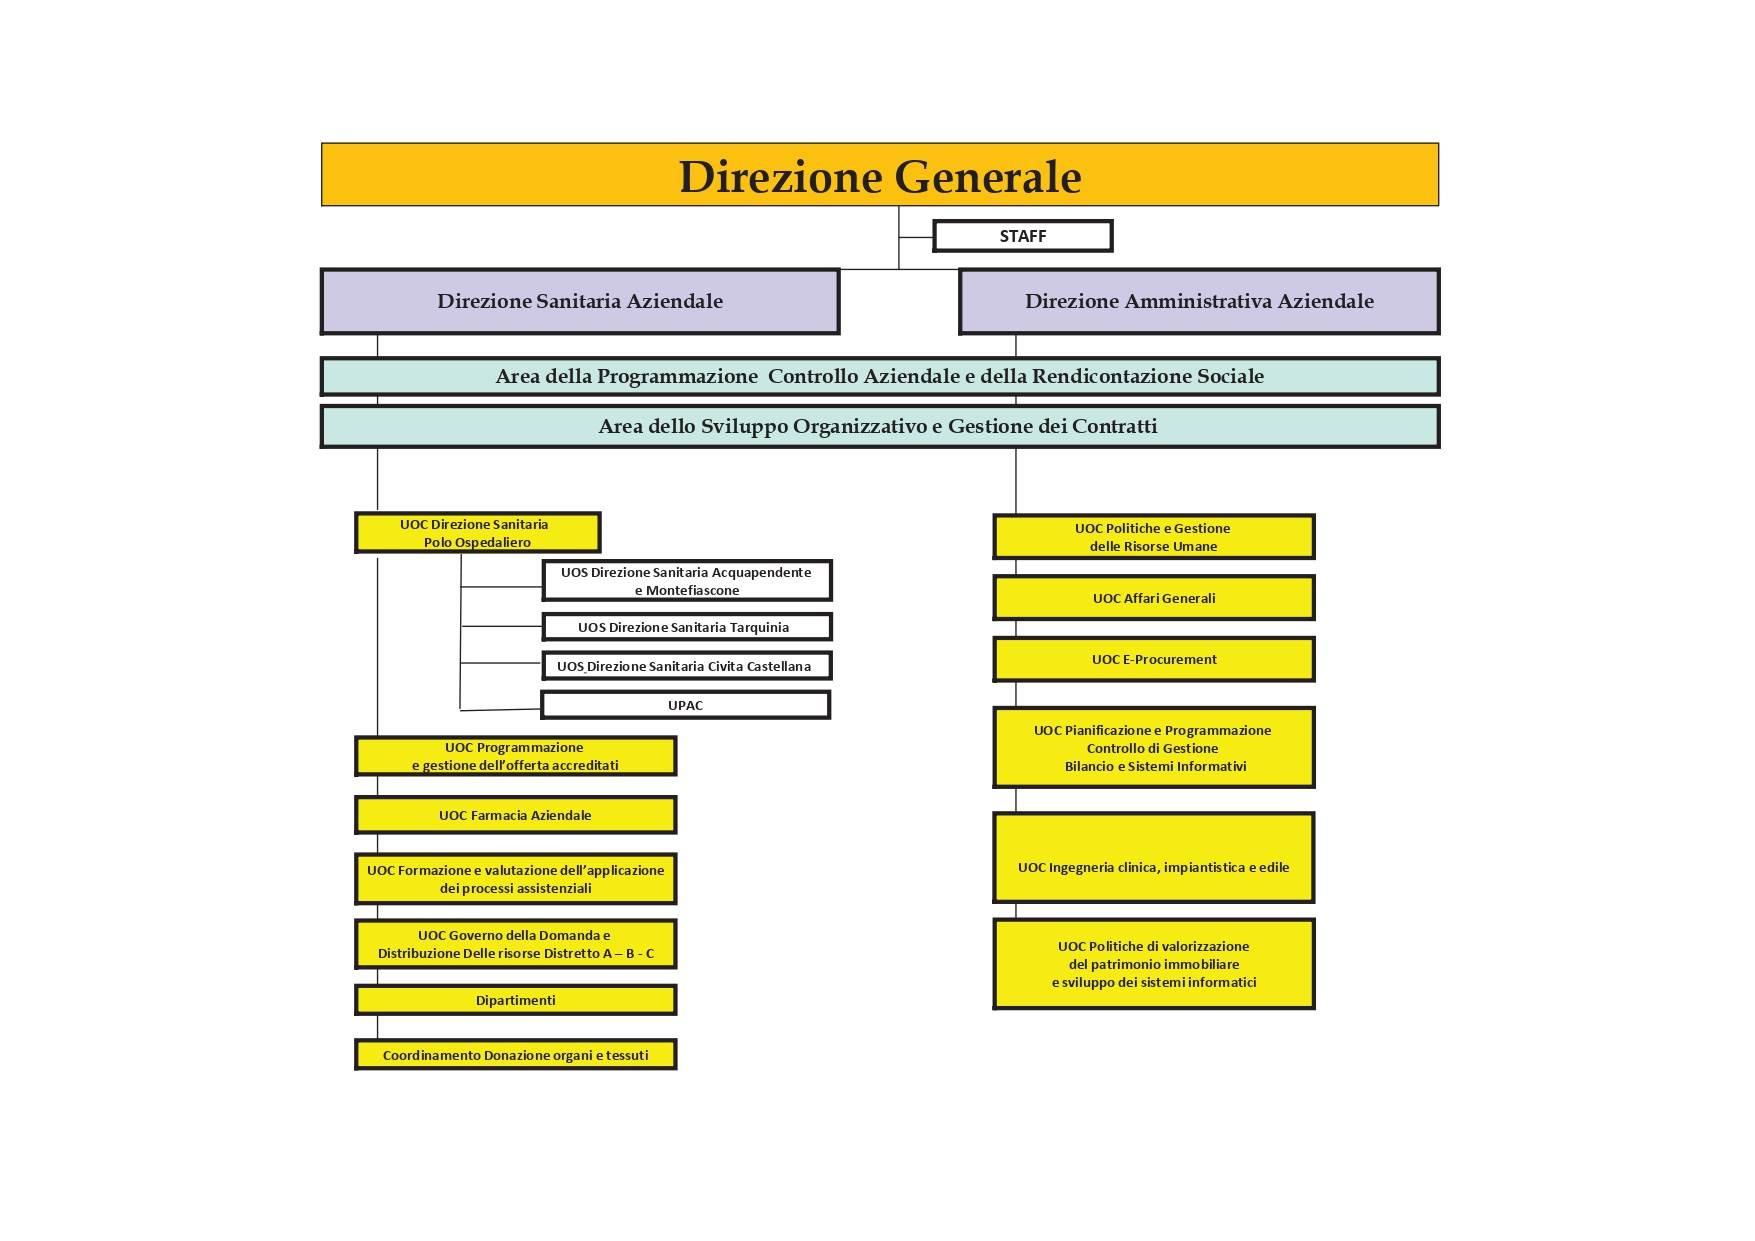 Direzione Generale
STAFF
Direzione Sanitaria Aziendale
Direzione Amministrativa Aziendale
Area della Programmazione  Controllo Aziendale e della Rendicontazione Sociale
Area dello Sviluppo Organizzativo e Gestione dei Contratti
UOC Direzione Sanitaria
Polo Ospedaliero
UOS Direzione Sanitaria Acquapendente
e Montefiascone
UOS Direzione Sanitaria Tarquinia
UOS Direzione Sanitaria Civita Castellana
UPAC
UOC Programmazione
e gestione dell’offerta accreditati
UOC Farmacia Aziendale
UOC Formazione e valutazione dell’applicazione
dei processi assistenziali
UOC Governo della Domanda e
Distribuzione Delle risorse Distretto A – B - C
Dipartimenti
Coordinamento Donazione organi e tessuti
UOC Politiche e Gestione
delle Risorse Umane
UOC Affari Generali
UOC E-Procurement
UOC Pianificazione e Programmazione
Controllo di Gestione
Bilancio e Sistemi Informativi
UOC Ingegneria clinica, impiantistica e edile
UOC Politiche di valorizzazione
del patrimonio immobiliare
e sviluppo dei sistemi informatici